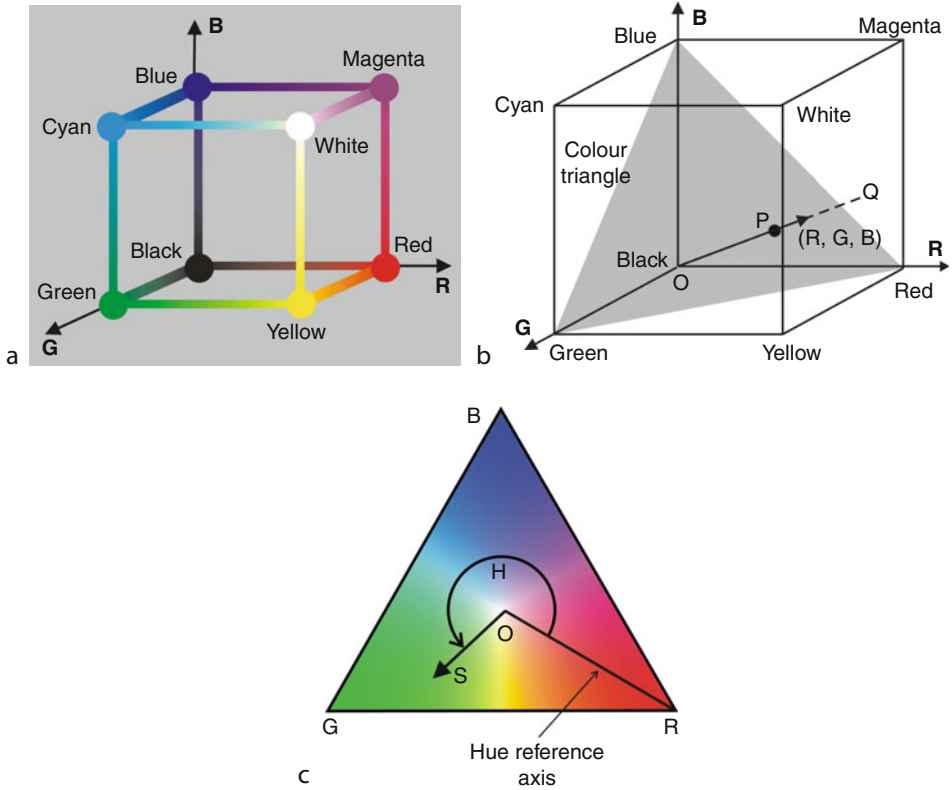 B
Blue
Magenta
Cyan
White
Black
Red
Green
R
Yellow
G
a
B
Blue
Magenta
Cyan
White
Colour
triangle
Q
P
(R, G, B)
Black
R
O
Red
G
Green
Yellow
b
B
H
O
S
G
R
Hue reference
axis
c